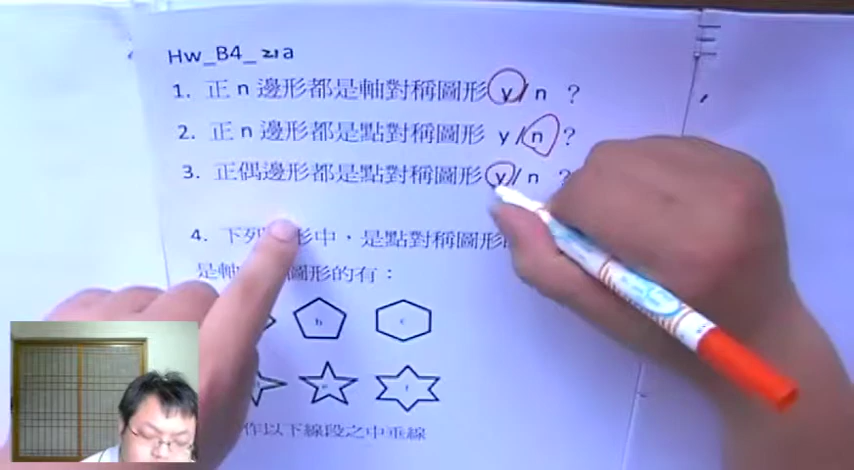 Hw_B4_21a
1. 正 n 邊形都是軸對稱圖形 y / n ？
2. 正 n 邊形都是點對稱圖形 y / n ？
3. 正偶邊形都是點對稱圖形 y / n ？
4. 下列 形中，是點對稱圖形
是軸 圖形的有：
b c
e f
作以下線段之中垂線